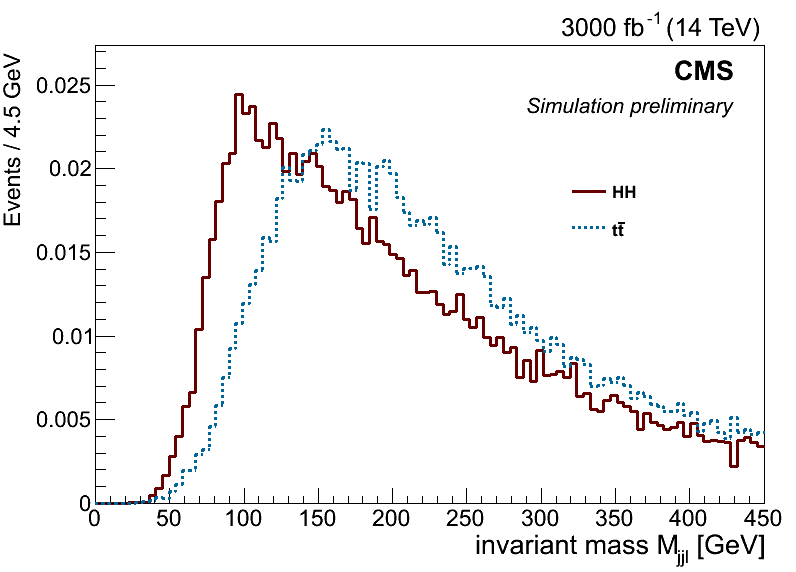 3000 fb⁻¹ (14 TeV)
CMS
Simulation preliminary
HH
tt̄
Events / 4.5 GeV
0.025
0.02
0.015
0.01
0.005
0
0 50 100 150 200 250 300 350 400 450
invariant mass Mjjl [GeV]